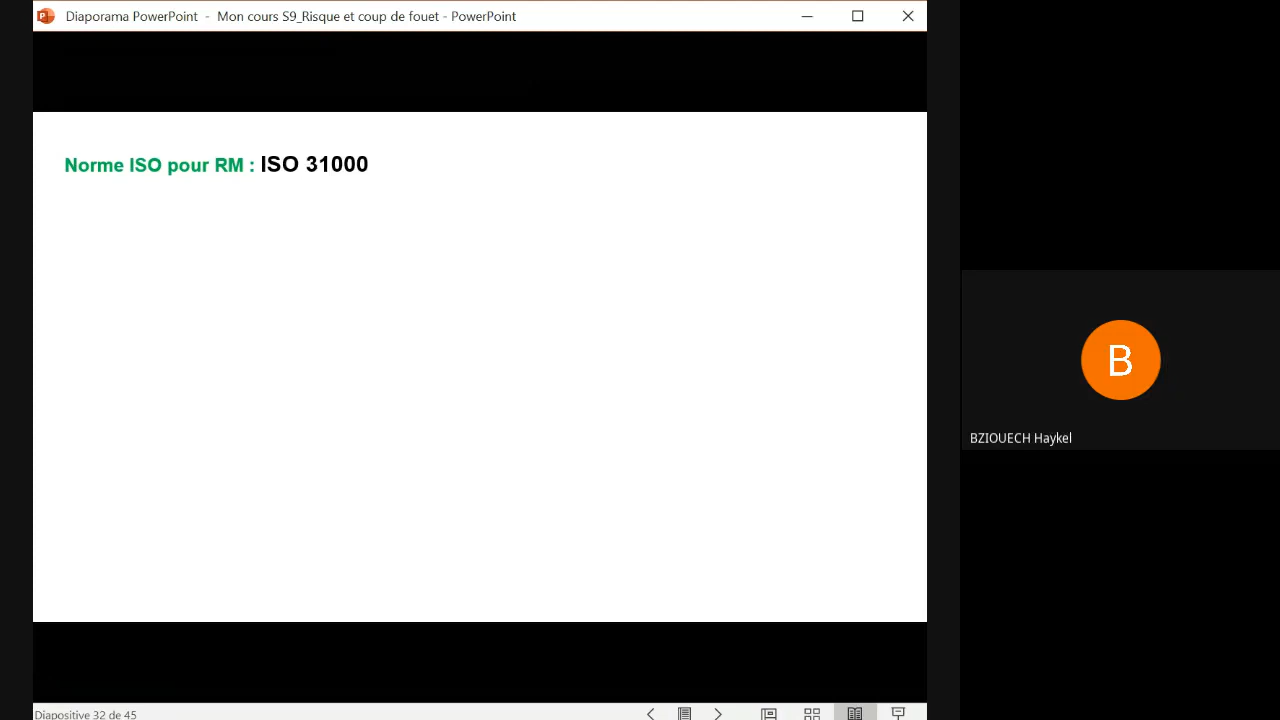 Diaporama PowerPoint - Mon cours S9_Risque et coup de fouet - PowerPoint
Norme ISO pour RM : ISO 31000
B
BZIOUECH Haykel
Diapositive 32 de 45